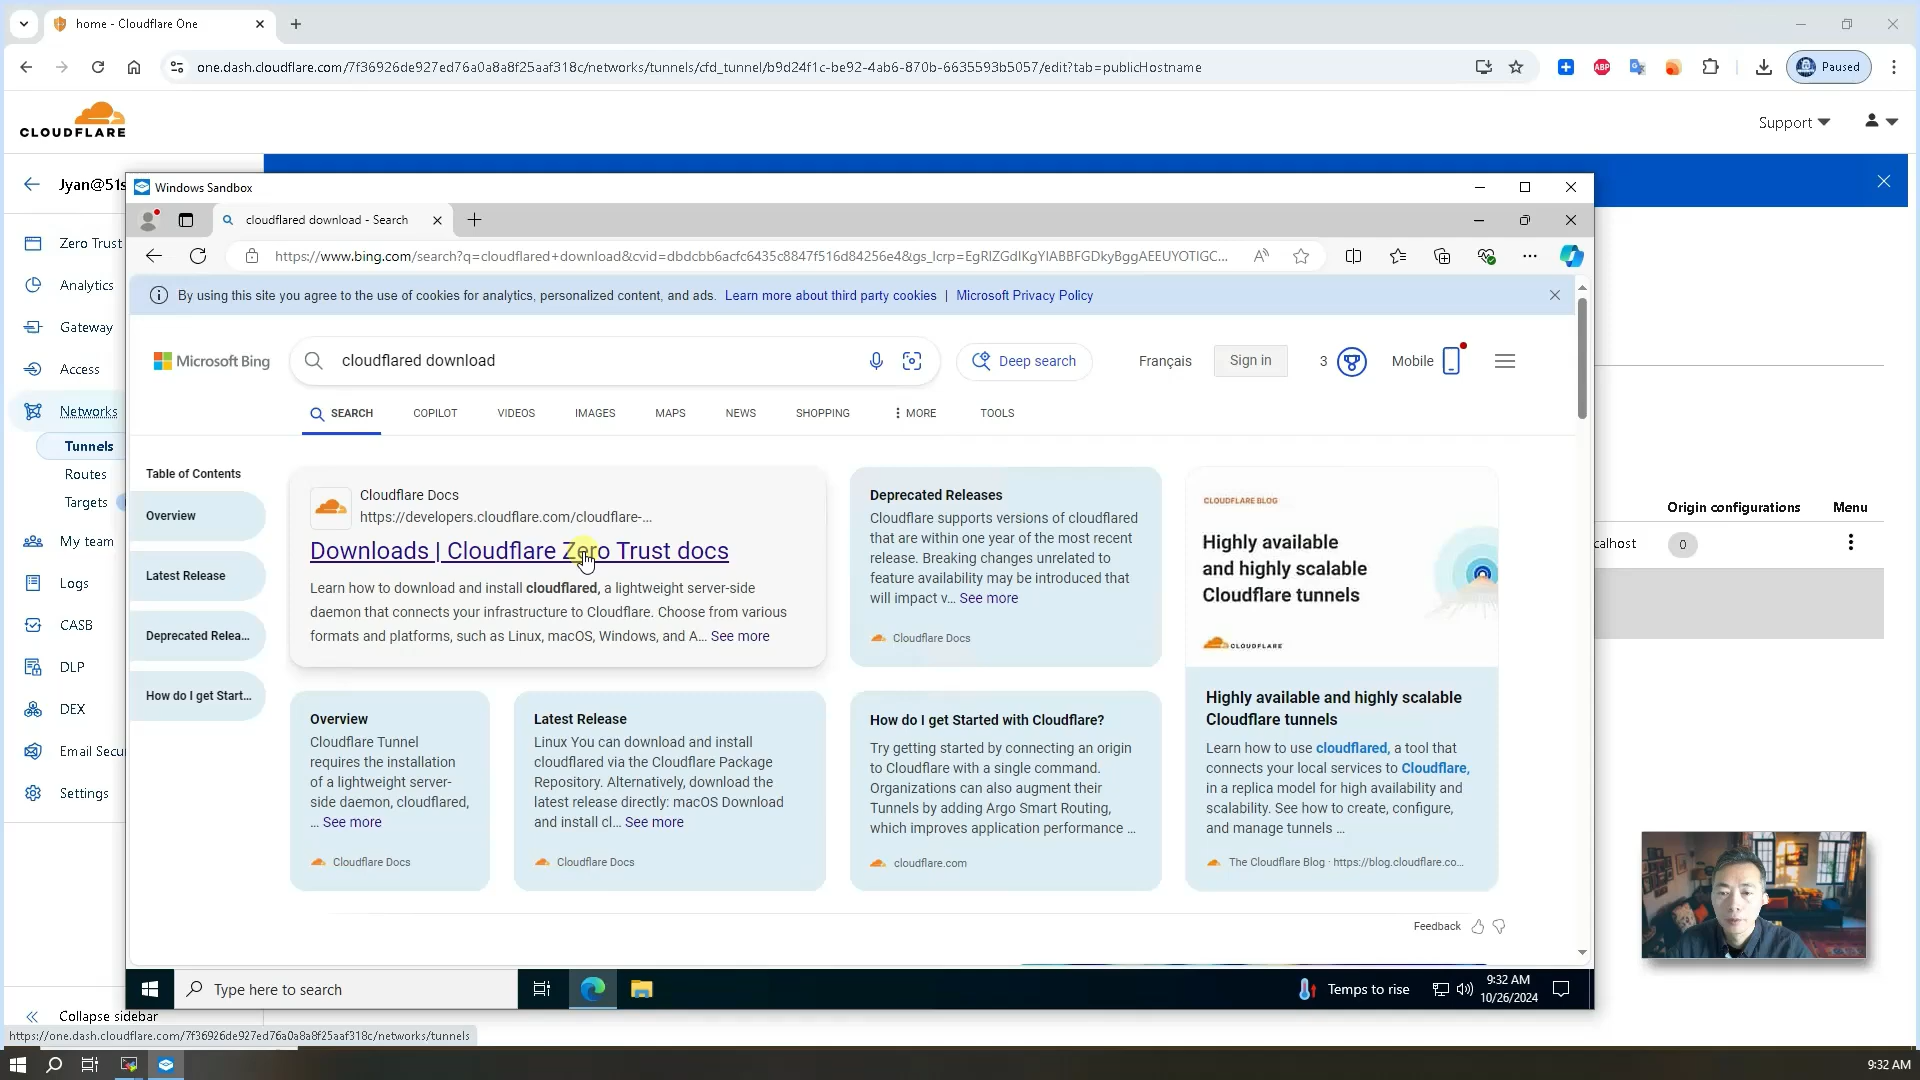 home - Cloudflare One
one.dash.cloudflare.com/7f36926de927ed76a0a8a8f25aaf318c/networks/tunnels/cfd_tunnel/b9d24f1c-be92-4ab6-870b-6635593b5057/edit?tab=publicHostname
ABP
Paused
CLOUDFLARE
Support
Jyan@51s
Zero Trust
Analytics
Gateway
Access
Networks
Tunnels
Routes
Targets
My team
Logs
CASB
DLP
DEX
Email Secu
Settings
Collapse sidebar
https://one.dash.cloudflare.com/7f36926de927ed76a0a8a8f25aaf318c/networks/tunnels
Origin configurations
Menu
calhost
0
Windows Sandbox
cloudflared download - Search
https://www.bing.com/search?q=cloudflared+download&cvid=dbdcbb6acfc6435c8847f516d84256e4&gs_lcrp=EgRlZGdlKgYIABBFGDkyBggAEEUYOTIGC...
By using this site you agree to the use of cookies for analytics, personalized content, and ads. Learn more about third party cookies | Microsoft Privacy Policy
Microsoft Bing
cloudflared download
Deep search
Français
Sign in
3
Mobile
SEARCH
COPILOT
VIDEOS
IMAGES
MAPS
NEWS
SHOPPING
MORE
TOOLS
Table of Contents
Overview
Latest Release
Deprecated Relea...
How do I get Start...
Cloudflare Docs
https://developers.cloudflare.com/cloudflare-...
Downloads | Cloudflare Zero Trust docs
Learn how to download and install cloudflared, a lightweight server-side
daemon that connects your infrastructure to Cloudflare. Choose from various
formats and platforms, such as Linux, macOS, Windows, and A... See more
Deprecated Releases
Cloudflare supports versions of cloudflared
that are within one year of the most recent
release. Breaking changes unrelated to
feature availability may be introduced that
will impact v... See more
Cloudflare Docs
CLOUDFLARE BLOG
Highly available
and highly scalable
Cloudflare tunnels
CLOUDFLARE
Highly available and highly scalable
Cloudflare tunnels
Learn how to use cloudflared, a tool that
connects your local services to Cloudflare,
in a replica model for high availability and
scalability. See how to create, configure,
and manage tunnels ...
The Cloudflare Blog · https://blog.cloudflare.co...
Overview
Cloudflare Tunnel
requires the installation
of a lightweight server-
side daemon, cloudflared,
... See more
Cloudflare Docs
Latest Release
Linux You can download and install
cloudflared via the Cloudflare Package
Repository. Alternatively, download the
latest release directly: macOS Download
and install cl... See more
Cloudflare Docs
How do I get Started with Cloudflare?
Try getting started by connecting an origin
to Cloudflare with a single command.
Organizations can also augment their
Tunnels by adding Argo Smart Routing,
which improves application performance ...
cloudflare.com
Feedback
Type here to search
Temps to rise
9:32 AM
10/26/2024
9:32 AM